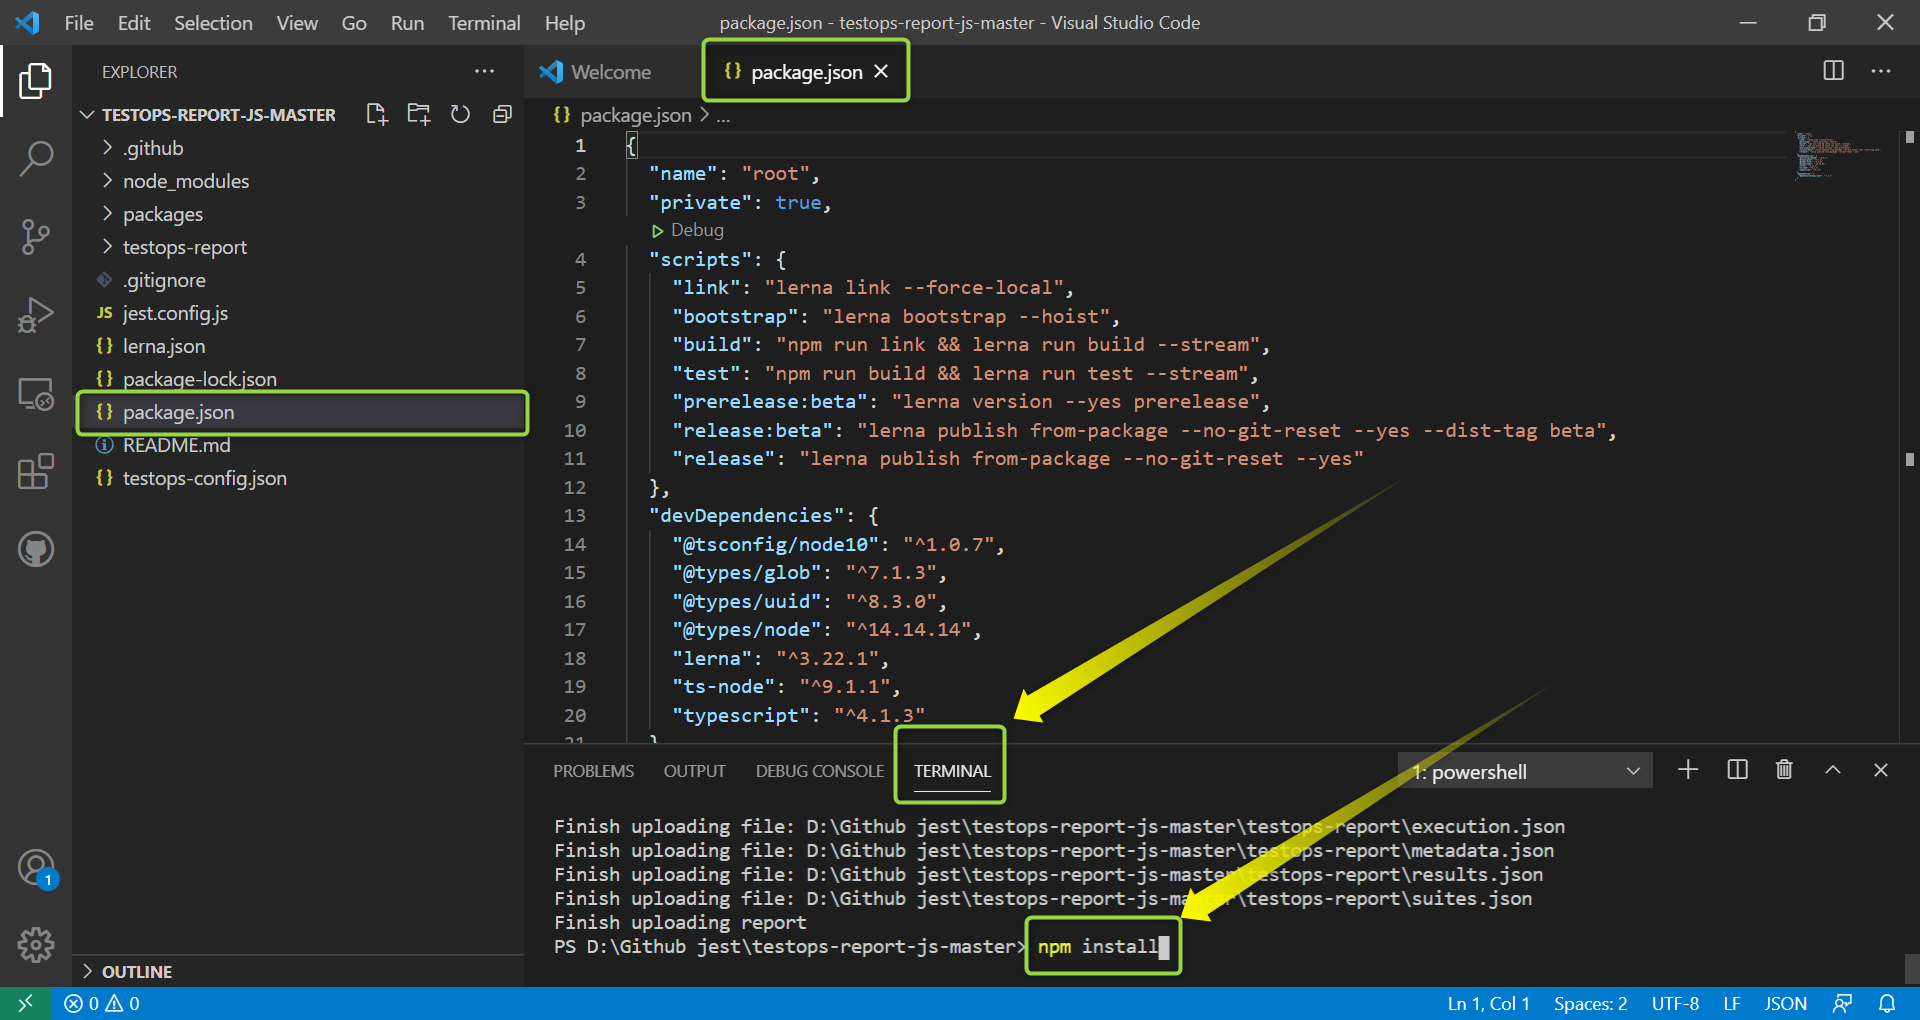 File Edit Selection View Go Run Terminal Help package.json - testops-report-js-master - Visual Studio Code
EXPLORER
TESTOPS-REPORT-JS-MASTER
.github
node_modules
packages
testops-report
.gitignore
JS jest.config.js
{} lerna.json
{} package-lock.json
{} package.json
README.md
{} testops-config.json
OUTLINE
1
Welcome
{} package.json
{} package.json > ...
1 {
2 "name": "root",
3 "private": true,
Debug
4 "scripts": {
5 "link": "lerna link --force-local",
6 "bootstrap": "lerna bootstrap --hoist",
7 "build": "npm run link && lerna run build --stream",
8 "test": "npm run build && lerna run test --stream",
9 "prerelease:beta": "lerna version --yes prerelease",
10 "release:beta": "lerna publish from-package --no-git-reset --yes --dist-tag beta",
11 "release": "lerna publish from-package --no-git-reset --yes"
12 },
13 "devDependencies": {
14 "@tsconfig/node10": "^1.0.7",
15 "@types/glob": "^7.1.3",
16 "@types/uuid": "^8.3.0",
17 "@types/node": "^14.14.14",
18 "lerna": "^3.22.1",
19 "ts-node": "^9.1.1",
20 "typescript": "^4.1.3"
21 }
PROBLEMS OUTPUT DEBUG CONSOLE TERMINAL 1: powershell
Finish uploading file: D:\Github jest\testops-report-js-master\testops-report\execution.json
Finish uploading file: D:\Github jest\testops-report-js-master\testops-report\metadata.json
Finish uploading file: D:\Github jest\testops-report-js-master\testops-report\results.json
Finish uploading file: D:\Github jest\testops-report-js-master\testops-report\suites.json
Finish uploading report
PS D:\Github jest\testops-report-js-master> npm install
0 0 Ln 1, Col 1 Spaces: 2 UTF-8 LF JSON